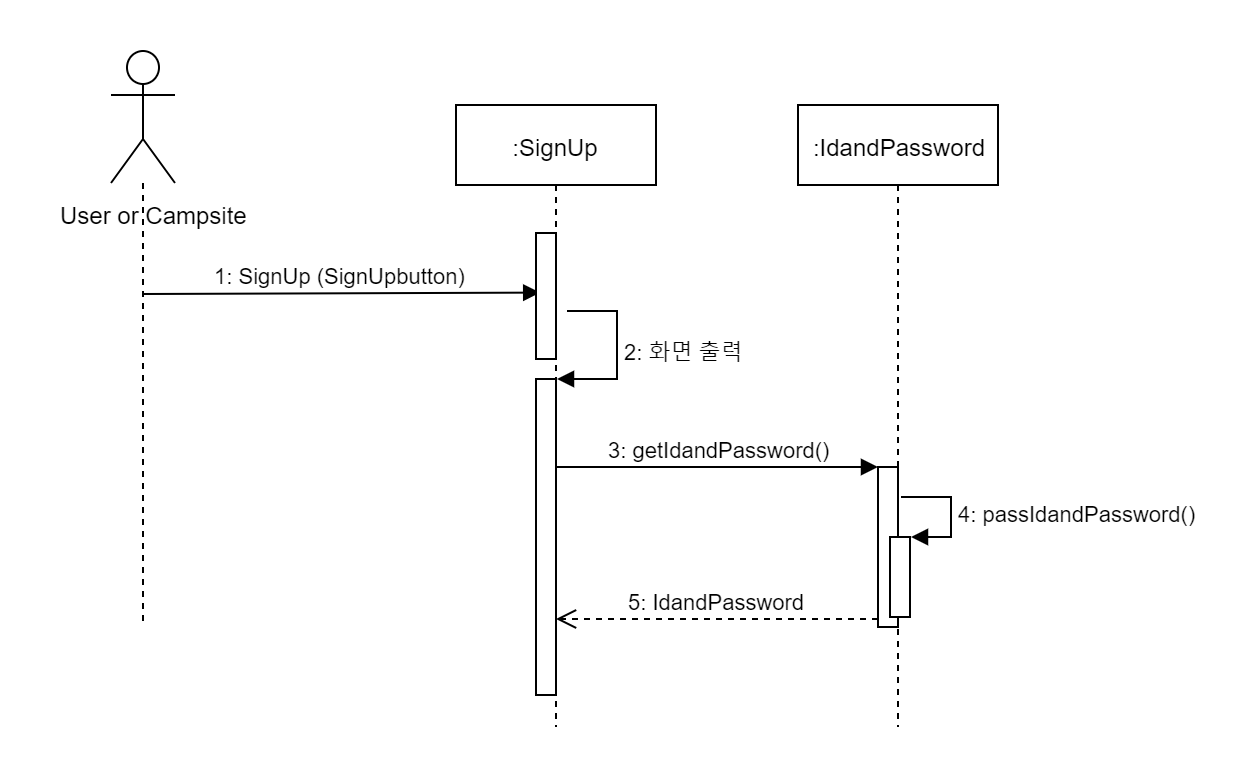 :SignUp
:IdandPassword
User or Campsite
1: SignUp (SignUpbutton)
2: 화면 출력
3: getIdandPassword()
4: passIdandPassword()
5: IdandPassword